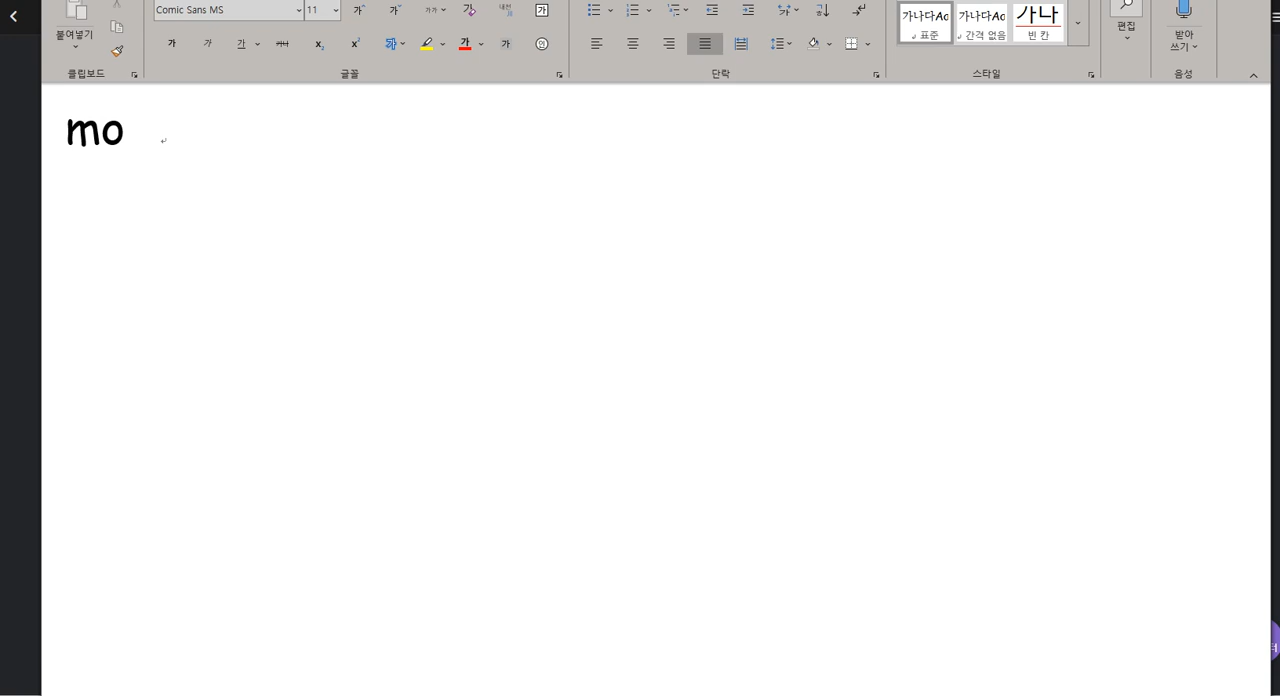 Comic Sans MS 11
붙여넣기
받아
쓰기
편집
가나다Aa 가나다Aa 가나
표준 간격 없음 빈 칸
클립보드 글꼴 단락 스타일 음성
mo